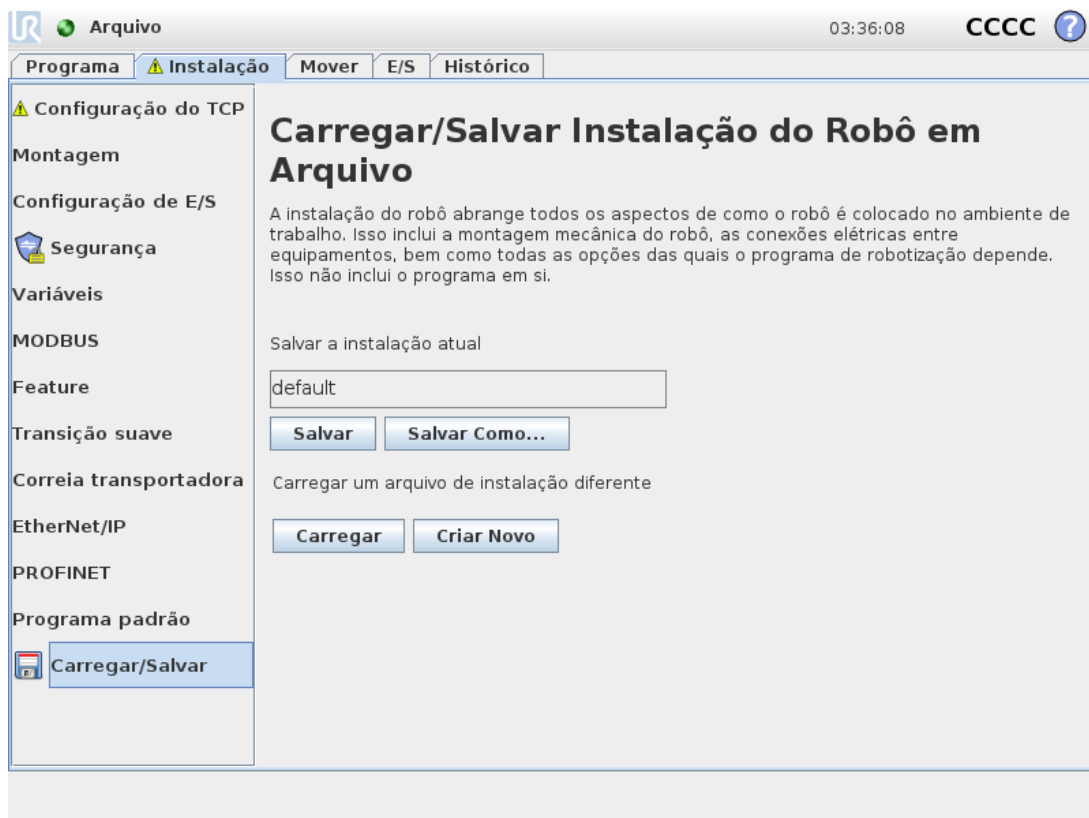 UR Arquivo 03:36:08 CCCC ?
Programa Instalação Mover E/S Histórico
Configuração do TCP
Montagem
Configuração de E/S
Segurança
Variáveis
MODBUS
Feature
Transição suave
Correia transportadora
EtherNet/IP
PROFINET
Programa padrão
Carregar/Salvar
Carregar/Salvar Instalação do Robô em
Arquivo
A instalação do robô abrange todos os aspectos de como o robô é colocado no ambiente de
trabalho. Isso inclui a montagem mecânica do robô, as conexões elétricas entre
equipamentos, bem como todas as opções das quais o programa de robotização depende.
Isso não inclui o programa em si.
Salvar a instalação atual
default
Salvar Salvar Como...
Carregar um arquivo de instalação diferente
Carregar Criar Novo